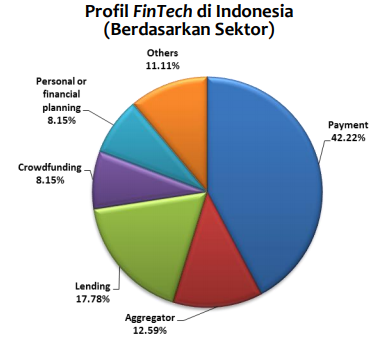 Profil FinTech di Indonesia
(Berdasarkan Sektor)
Others
11.11%
Personal or
financial
planning
8.15%
Payment
42.22%
Crowdfunding
8.15%
Lending
17.78%
Aggregator
12.59%